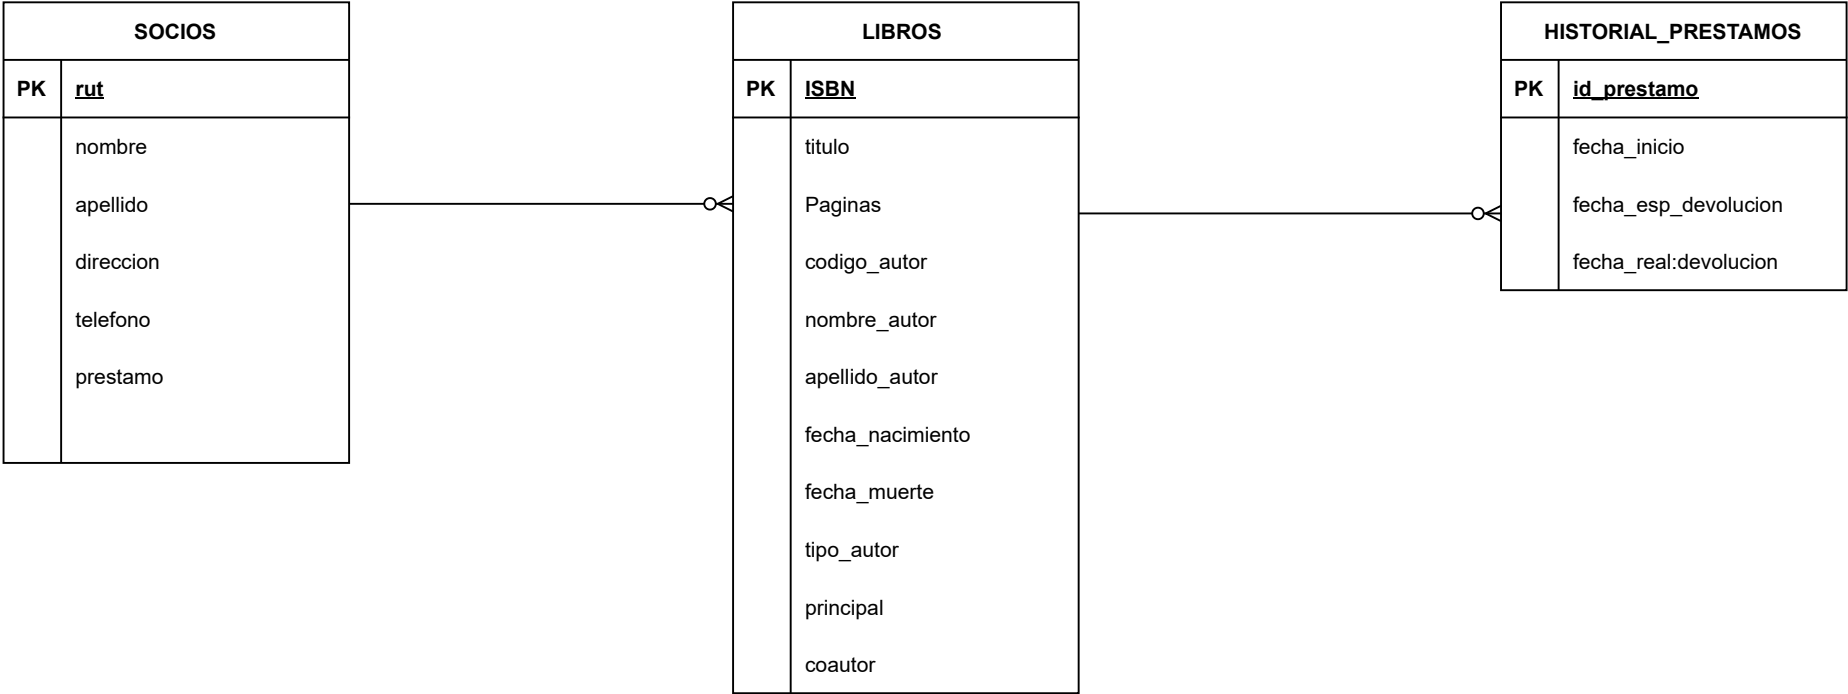 SOCIOS
PK rut
nombre
apellido
direccion
telefono
prestamo
LIBROS
PK ISBN
titulo
Paginas
codigo_autor
nombre_autor
apellido_autor
fecha_nacimiento
fecha_muerte
tipo_autor
principal
coautor
HISTORIAL_PRESTAMOS
PK id_prestamo
fecha_inicio
fecha_esp_devolucion
fecha_real:devolucion